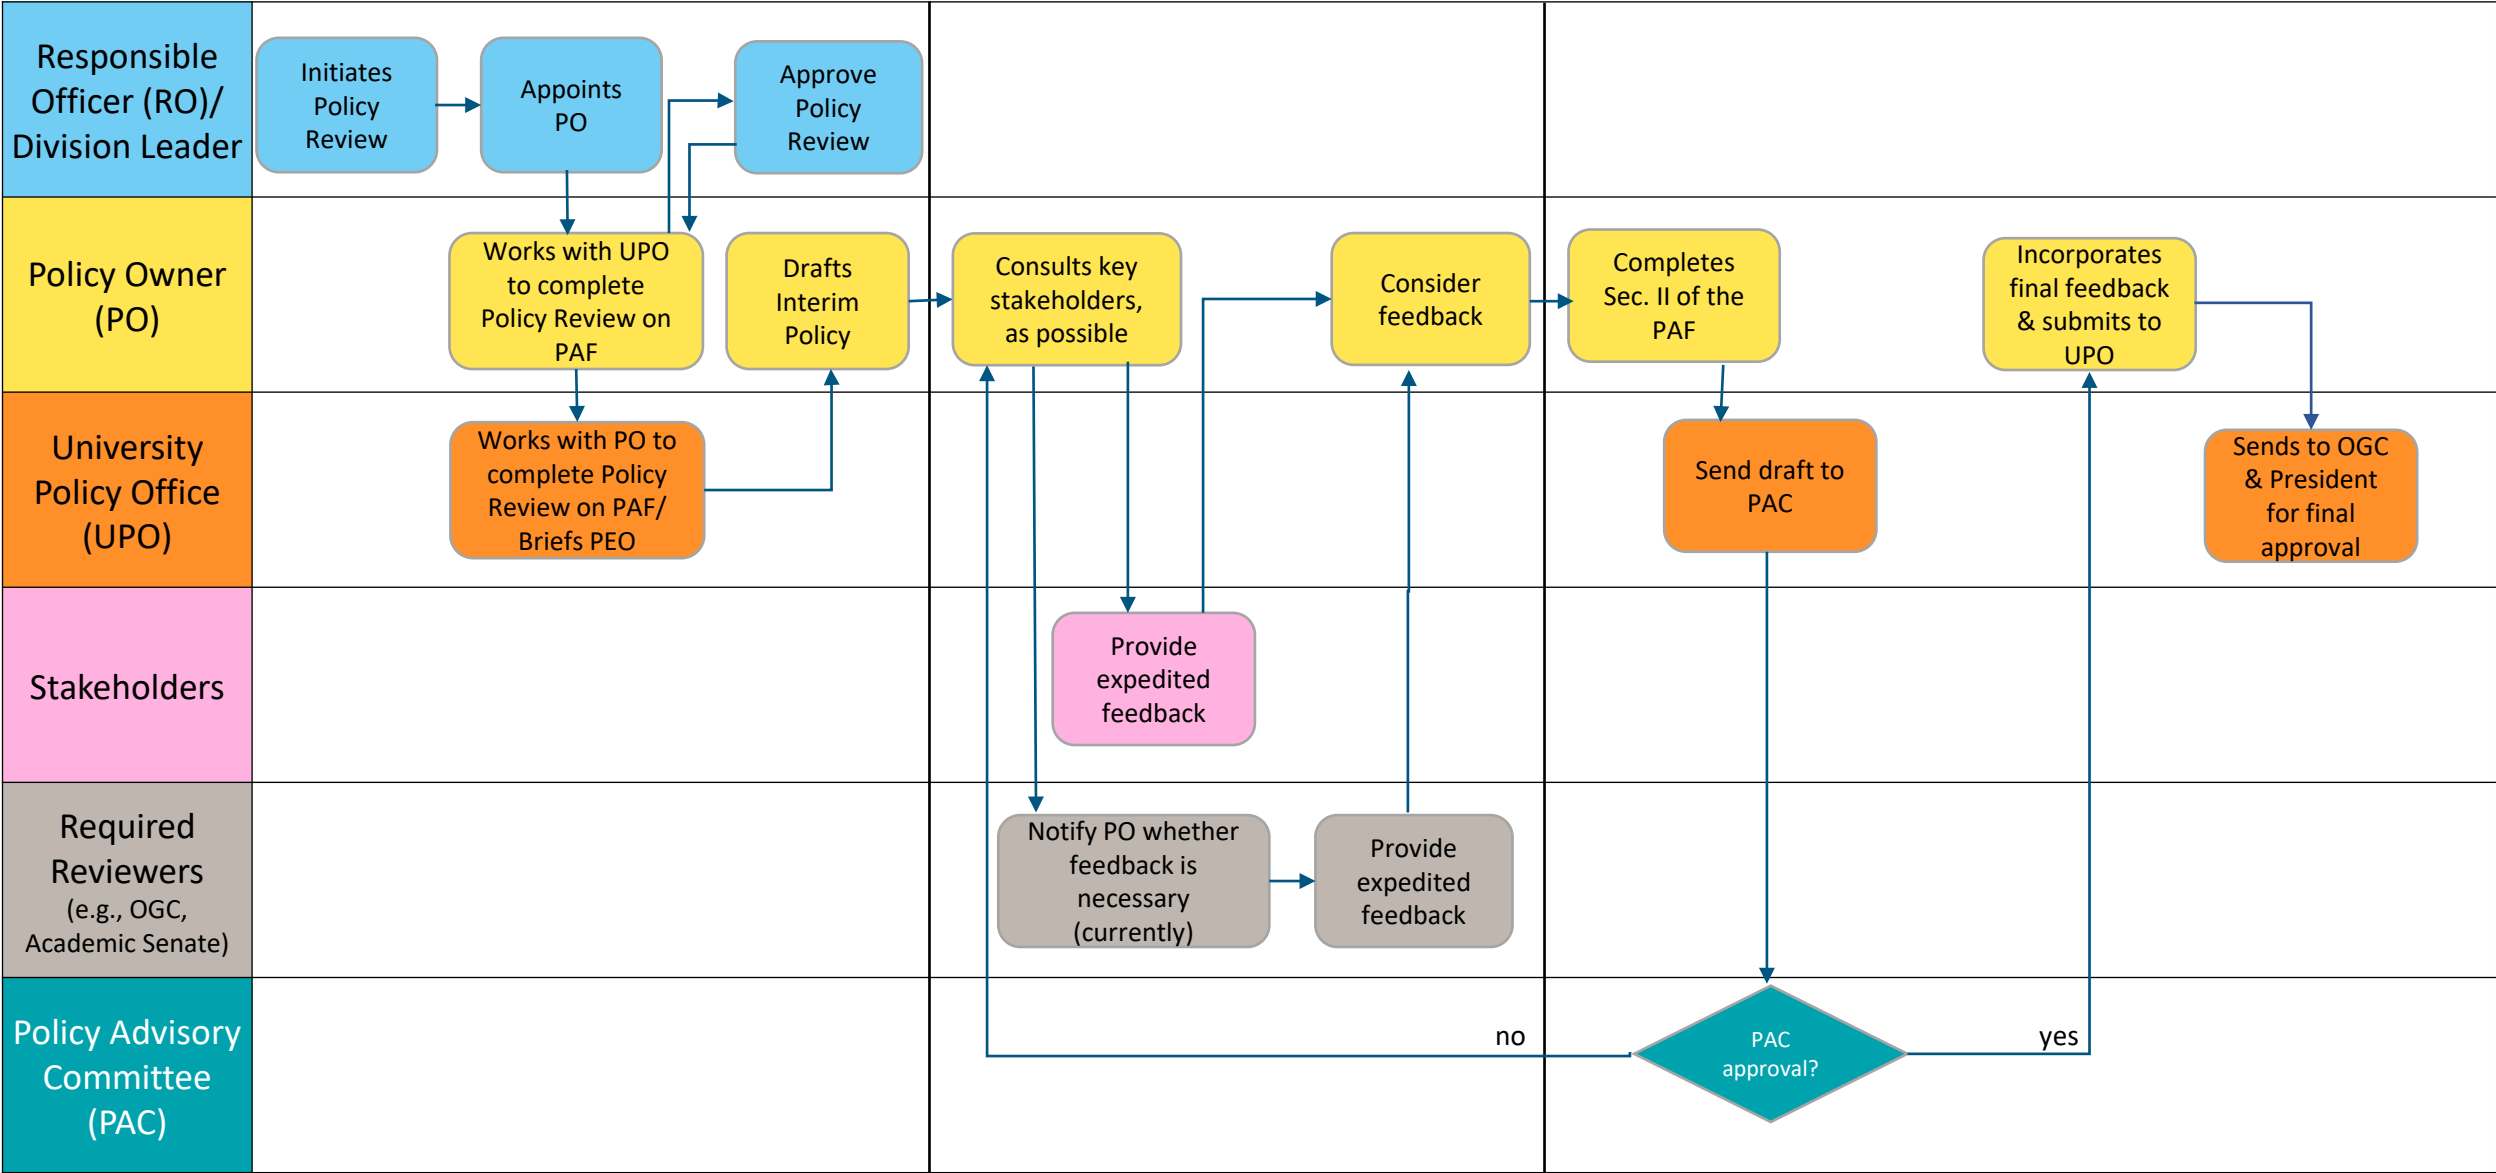 Responsible
Officer (RO)/
Division Leader
Initiates
Policy
Review
Appoints
PO
Approve
Policy
Review
Policy Owner
(PO)
Works with UPO
to complete
Policy Review on
PAF
Drafts
Interim
Policy
Consults key
stakeholders,
as possible
Consider
feedback
Completes
Sec. II of the
PAF
Incorporates
final feedback
& submits to
UPO
University
Policy Office
(UPO)
Works with PO to
complete Policy
Review on PAF/
Briefs PEO
Send draft to
PAC
Sends to OGC
& President
for final
approval
Stakeholders
Provide
expedited
feedback
Required
Reviewers
(e.g., OGC,
Academic Senate)
Notify PO whether
feedback is
necessary
(currently)
Provide
expedited
feedback
Policy Advisory
Committee
(PAC)
no
PAC
approval?
yes